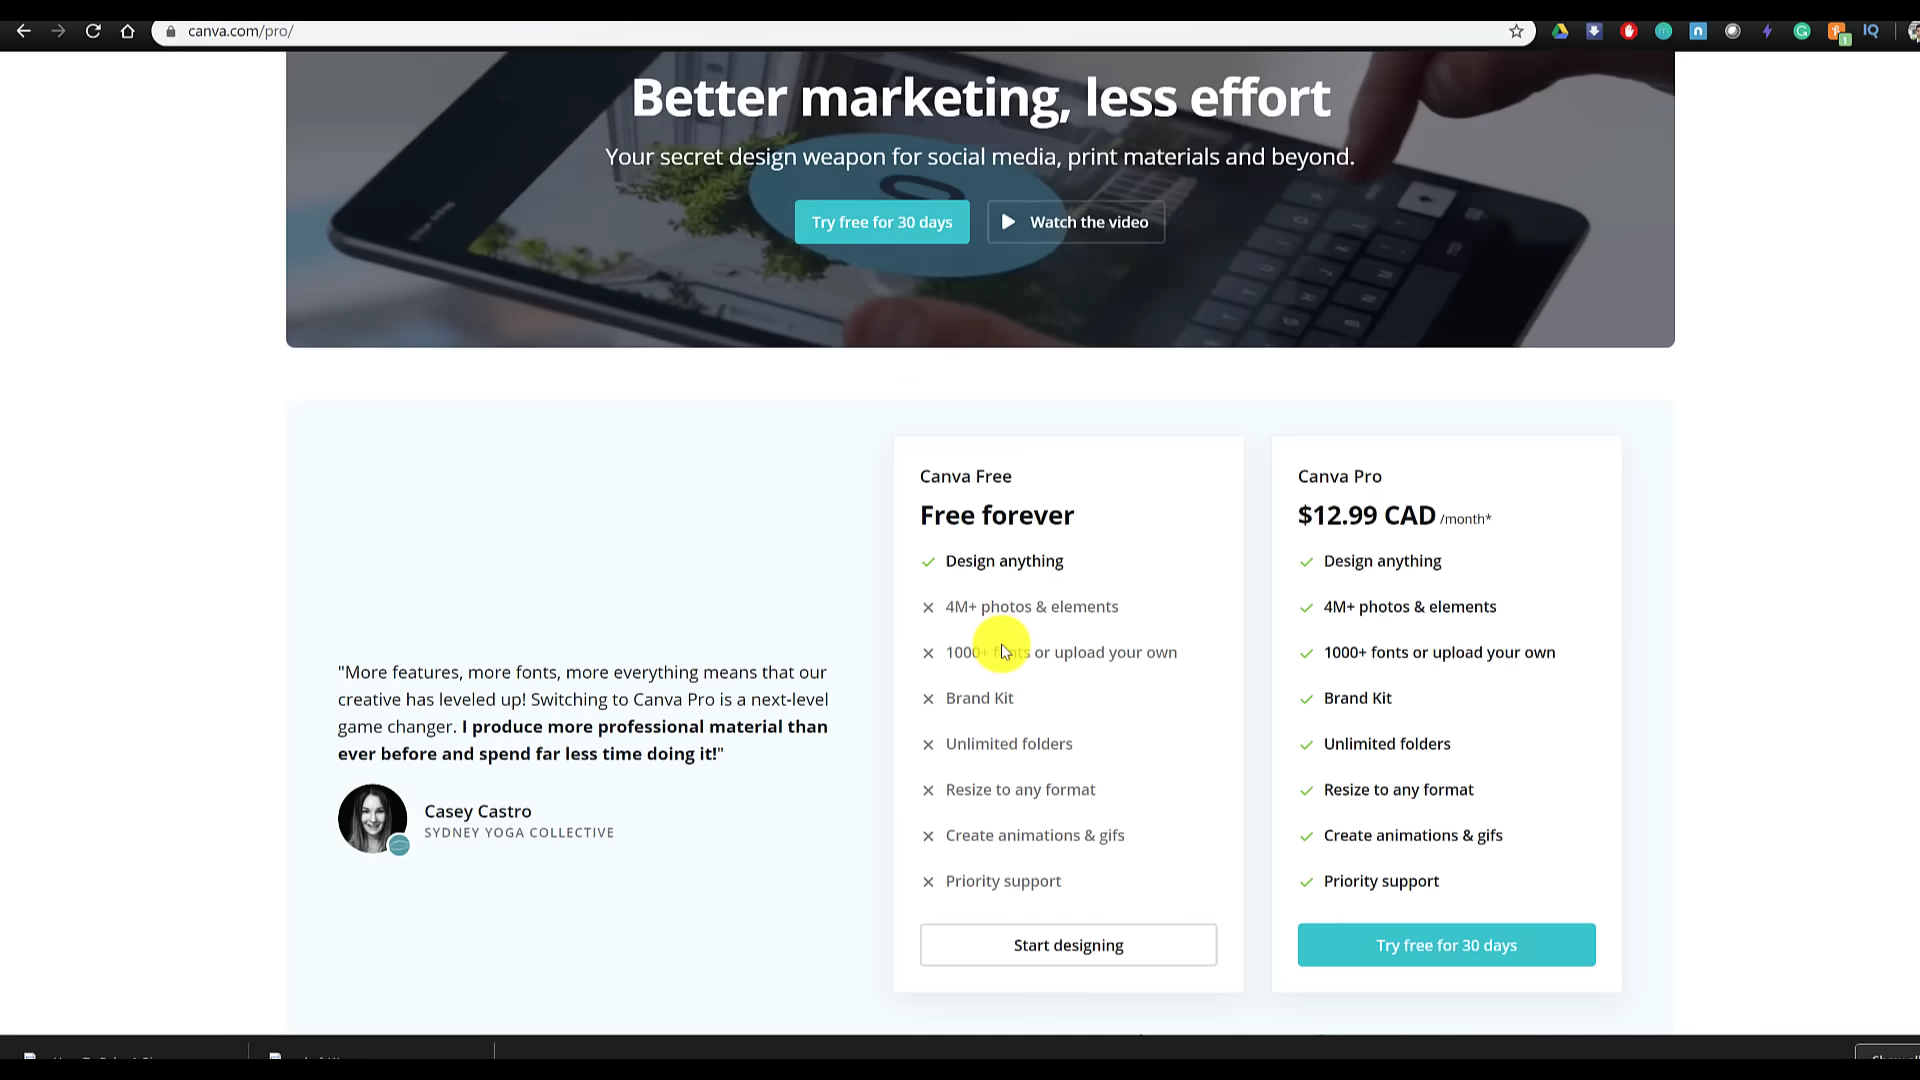 canva.com/pro/
IQ
1
Better marketing, less effort
Your secret design weapon for social media, print materials and beyond.
Try free for 30 days
Watch the video
"More features, more fonts, more everything means that our
creative has leveled up! Switching to Canva Pro is a next-level
game changer. I produce more professional material than
ever before and spend far less time doing it!"
Casey Castro
SYDNEY YOGA COLLECTIVE
Canva Free
Free forever
Design anything
4M+ photos & elements
1000+ fonts or upload your own
Brand Kit
Unlimited folders
Resize to any format
Create animations & gifs
Priority support
Start designing
Canva Pro
$12.99 CAD /month*
Design anything
4M+ photos & elements
1000+ fonts or upload your own
Brand Kit
Unlimited folders
Resize to any format
Create animations & gifs
Priority support
Try free for 30 days